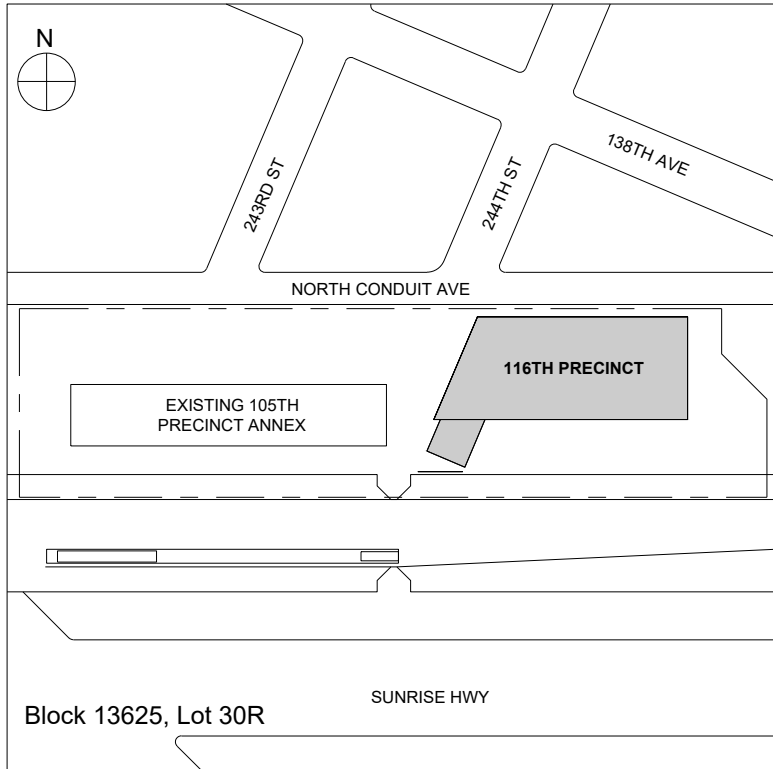 N
243RD ST
244TH ST
138TH AVE
NORTH CONDUIT AVE
116TH PRECINCT
EXISTING 105TH
PRECINCT ANNEX
SUNRISE HWY
Block 13625, Lot 30R